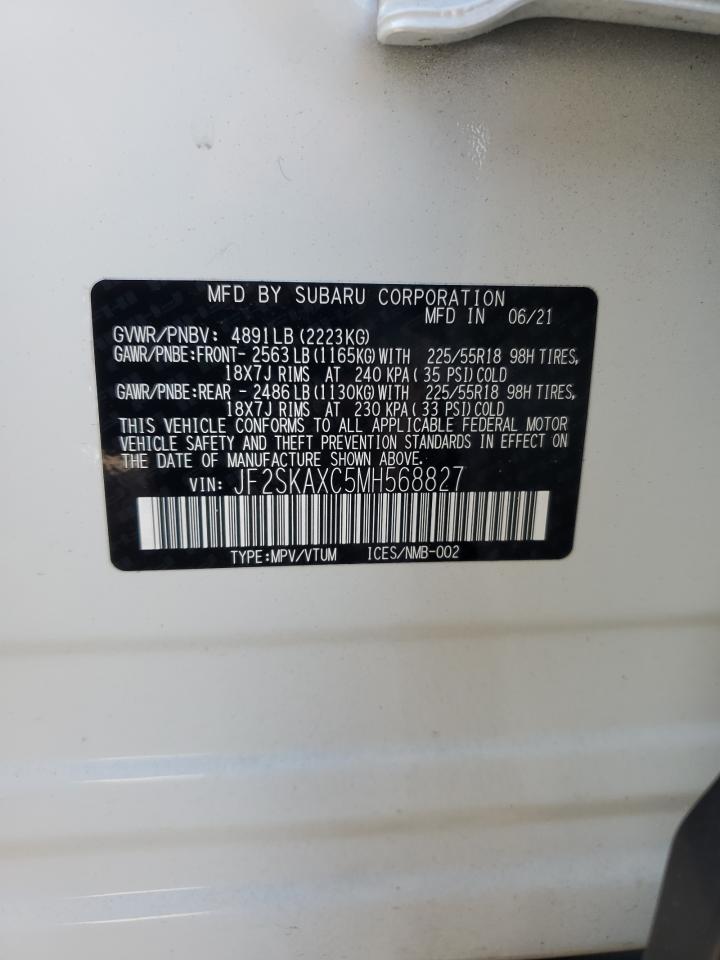 MFD BY SUBARU CORPORATION
MFD IN 06/21
GVWR/PNBV: 4891LB(2223KG)
GAWR/PNBE:FRONT- 2563LB(1165KG)WITH 225/55R18 98H TIRES,
18X7J RIMS AT 240 KPA(35 PSI)COLD
GAWR/PNBE:REAR - 2486LB(1130KG)WITH 225/55R18 98H TIRES,
18X7J RIMS AT 230 KPA(33 PSI)COLD
THIS VEHICLE CONFORMS TO ALL APPLICABLE FEDERAL MOTOR
VEHICLE SAFETY AND THEFT PREVENTION STANDARDS IN EFFECT ON
THE DATE OF MANUFACTURE SHOWN ABOVE.
VIN: JF2SKAXC5MH568827
TYPE:MPV/VTUM ICES/NMB-002